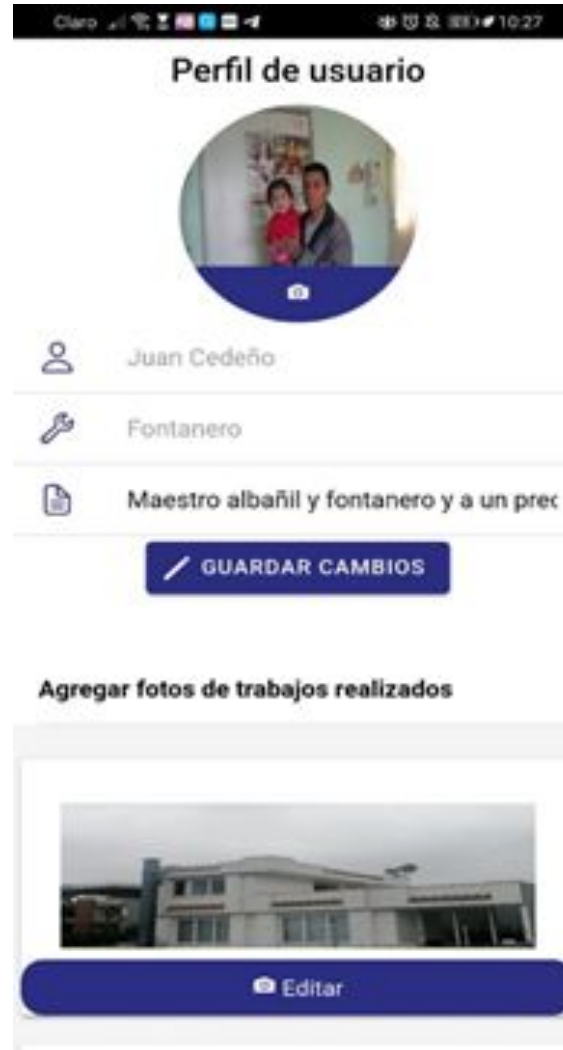 Claro 10:27
Perfil de usuario
Juan Cedeño
Fontanero
Maestro albañil y fontanero y a un prec
GUARDAR CAMBIOS
Agregar fotos de trabajos realizados
Editar